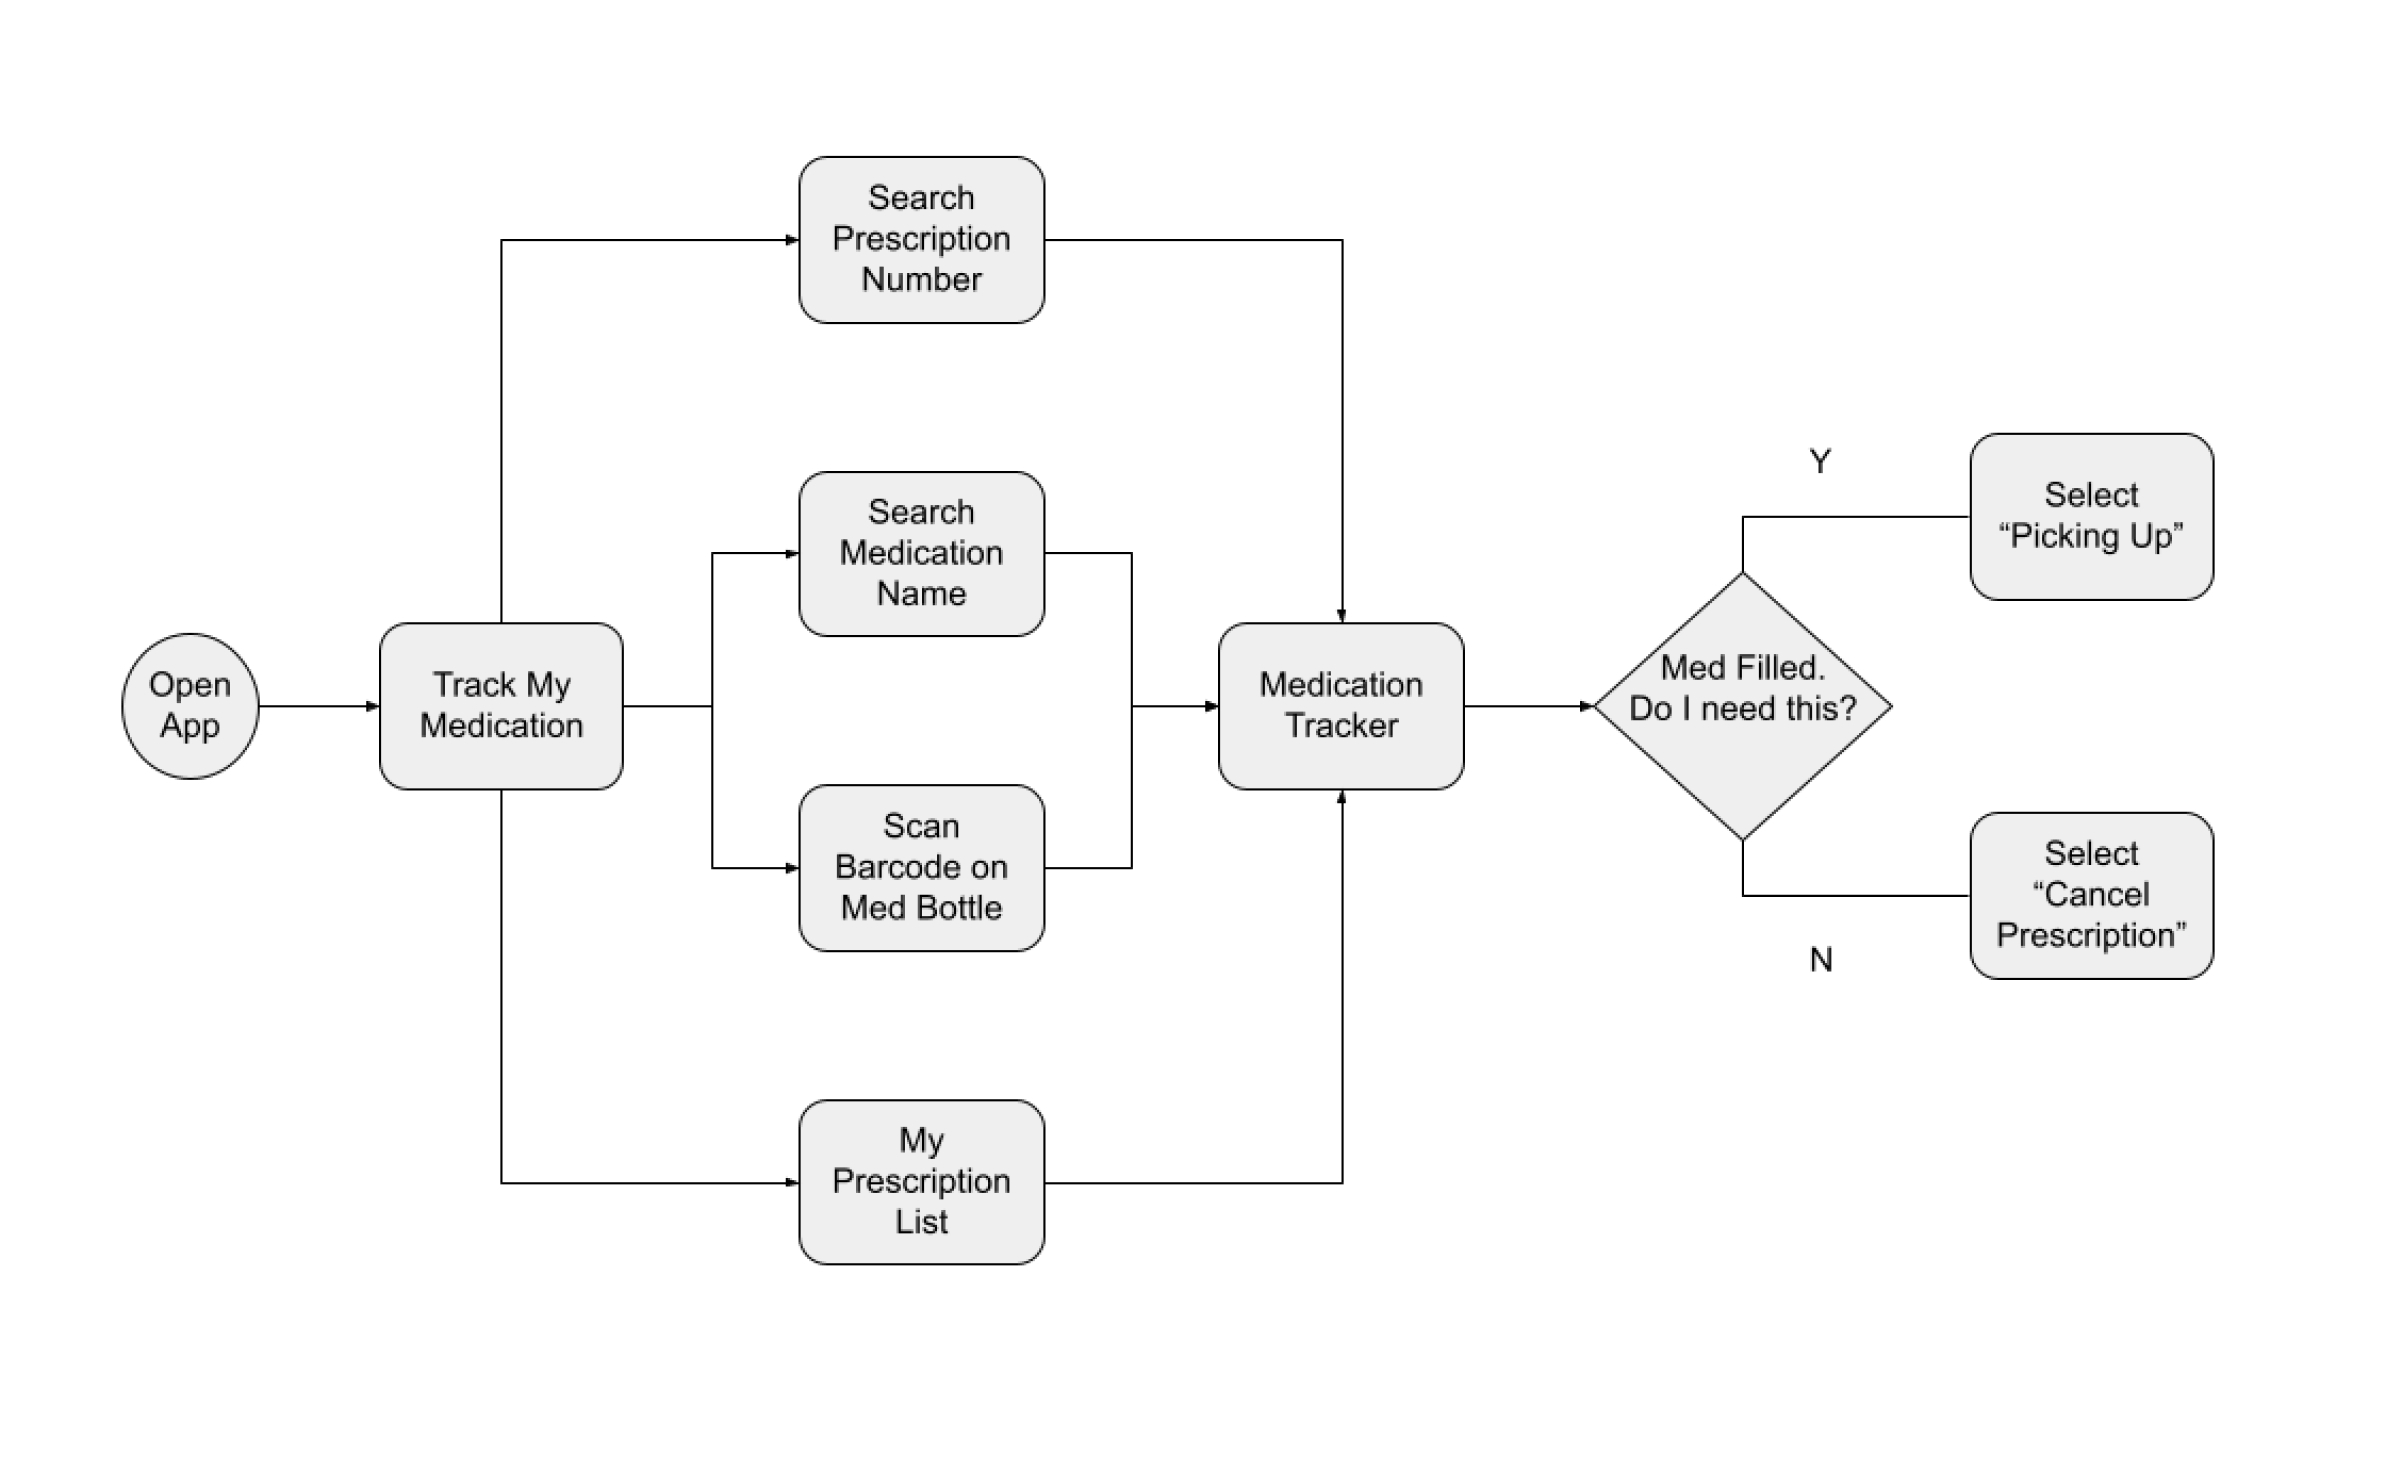 Open
App
Track My
Medication
Search
Prescription
Number
Search
Medication
Name
Scan
Barcode on
Med Bottle
My
Prescription
List
Medication
Tracker
Med Filled.
Do I need this?
Y
Select
“Picking Up”
N
Select
“Cancel
Prescription”